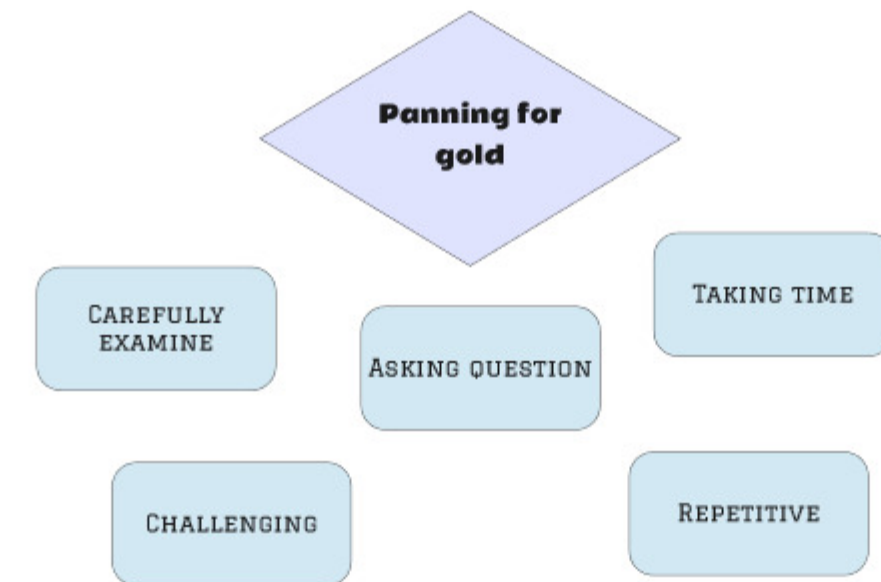 Panning for
gold
TAKING TIME
CAREFULLY
EXAMINE
ASKING QUESTION
CHALLENGING
REPETITIVE